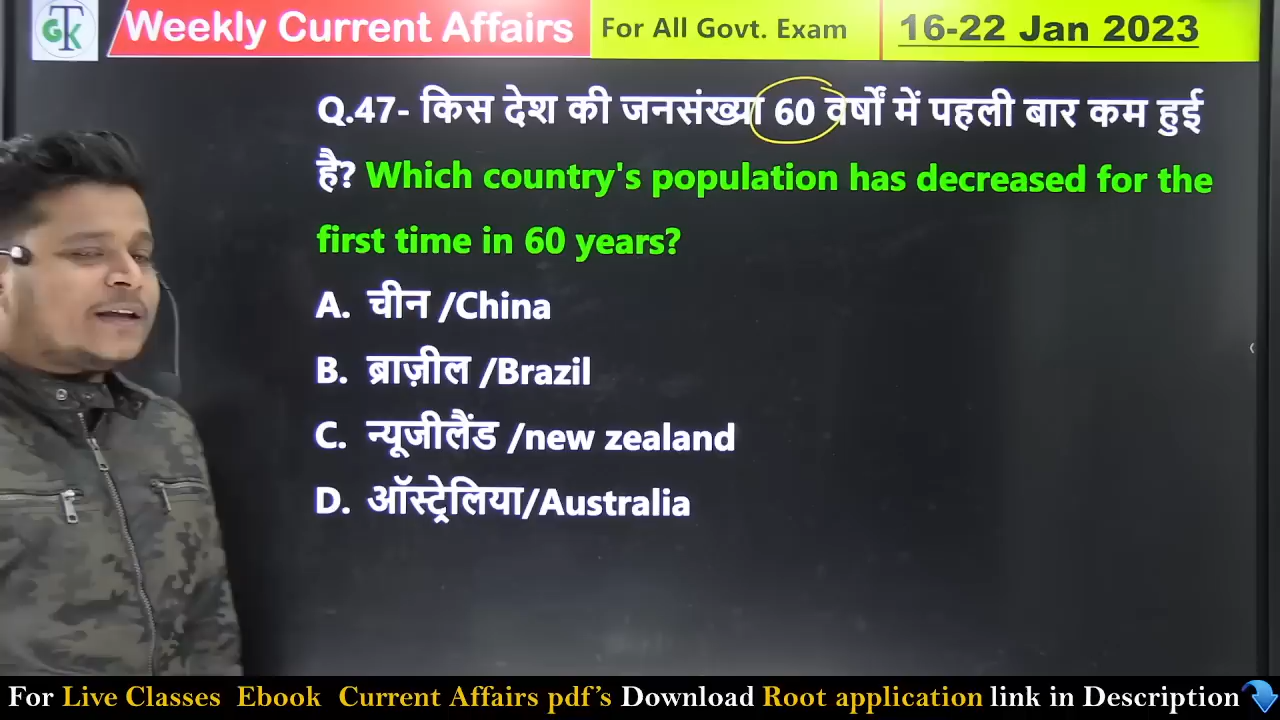 GTK
Weekly Current Affairs
For All Govt. Exam
16-22 Jan 2023
Q.47- किस देश की जनसंख्या 60 वर्षों में पहली बार कम हुई
है? Which country's population has decreased for the
first time in 60 years?
A. चीन /China
B. ब्राज़ील /Brazil
C. न्यूजीलैंड /new zealand
D. ऑस्ट्रेलिया/Australia
For Live Classes Ebook Current Affairs pdf's Download Root application link in Description